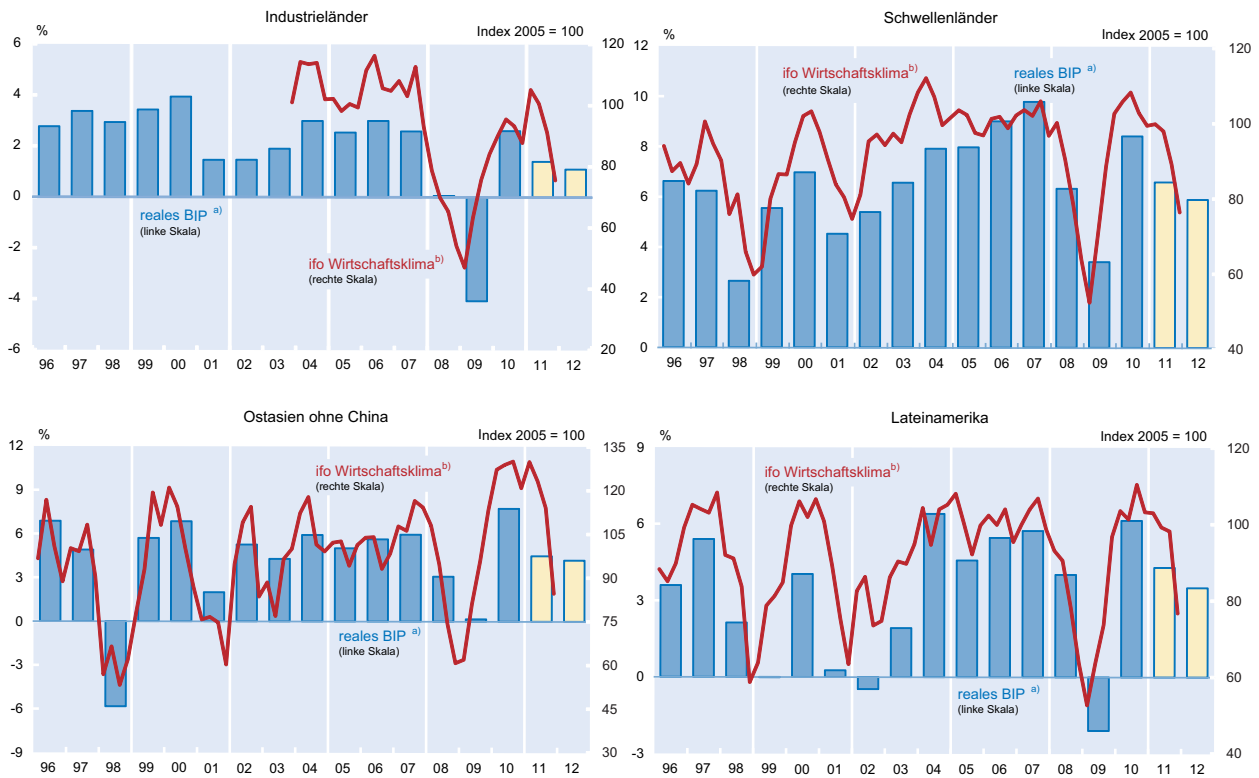 Industrieländer
%
Index 2005 = 100
6
4
2
0
-2
-4
-6
120
100
80
60
40
20
reales BIP a)
(linke Skala)
ifo Wirtschaftsklima b)
(rechte Skala)
96 97 98 99 00 01 02 03 04 05 06 07 08 09 10 11 12
Schwellenländer
%
Index 2005 = 100
12
10
8
6
4
2
0
120
100
80
60
40
ifo Wirtschaftsklima b)
(rechte Skala)
reales BIP a)
(linke Skala)
96 97 98 99 00 01 02 03 04 05 06 07 08 09 10 11 12
Ostasien ohne China
%
Index 2005 = 100
12
9
6
3
0
-3
-6
-9
135
120
105
90
75
60
45
30
ifo Wirtschaftsklima b)
(rechte Skala)
reales BIP a)
(linke Skala)
96 97 98 99 00 01 02 03 04 05 06 07 08 09 10 11 12
Lateinamerika
%
Index 2005 = 100
9
6
3
0
-3
120
100
80
60
40
ifo Wirtschaftsklima b)
(rechte Skala)
reales BIP a)
(linke Skala)
96 97 98 99 00 01 02 03 04 05 06 07 08 09 10 11 12